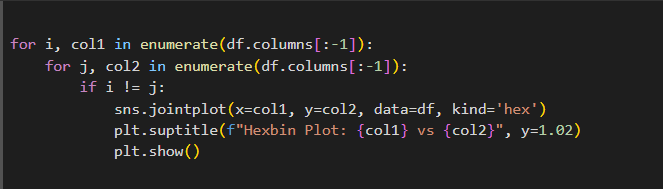 for i, col1 in enumerate(df.columns[:-1]):
    for j, col2 in enumerate(df.columns[:-1]):
        if i != j:
            sns.jointplot(x=col1, y=col2, data=df, kind='hex')
            plt.suptitle(f"Hexbin Plot: {col1} vs {col2}", y=1.02)
            plt.show()